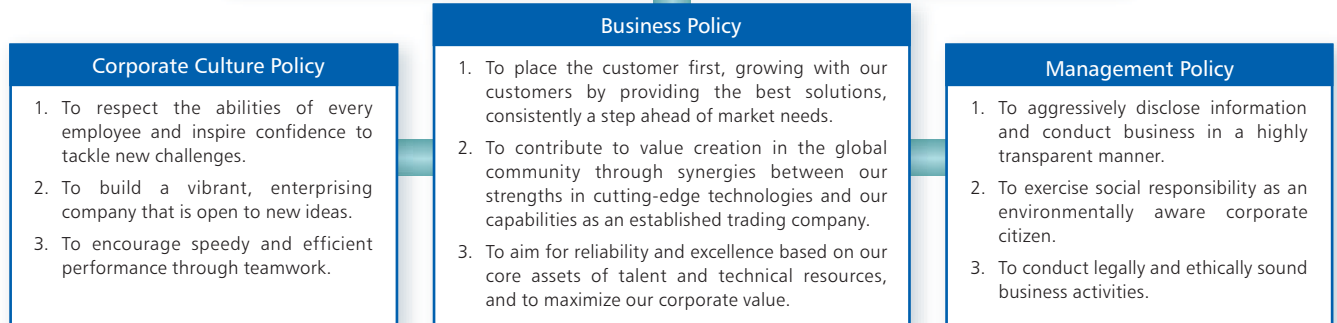 Corporate Culture Policy
1. To respect the abilities of every
employee and inspire confidence to
tackle new challenges.
2. To build a vibrant, enterprising
company that is open to new ideas.
3. To encourage speedy and efficient
performance through teamwork.
Business Policy
1. To place the customer first, growing with our
customers by providing the best solutions,
consistently a step ahead of market needs.
2. To contribute to value creation in the global
community through synergies between our
strengths in cutting-edge technologies and our
capabilities as an established trading company.
3. To aim for reliability and excellence based on our
core assets of talent and technical resources,
and to maximize our corporate value.
Management Policy
1. To aggressively disclose information
and conduct business in a highly
transparent manner.
2. To exercise social responsibility as an
environmentally aware corporate
citizen.
3. To conduct legally and ethically sound
business activities.